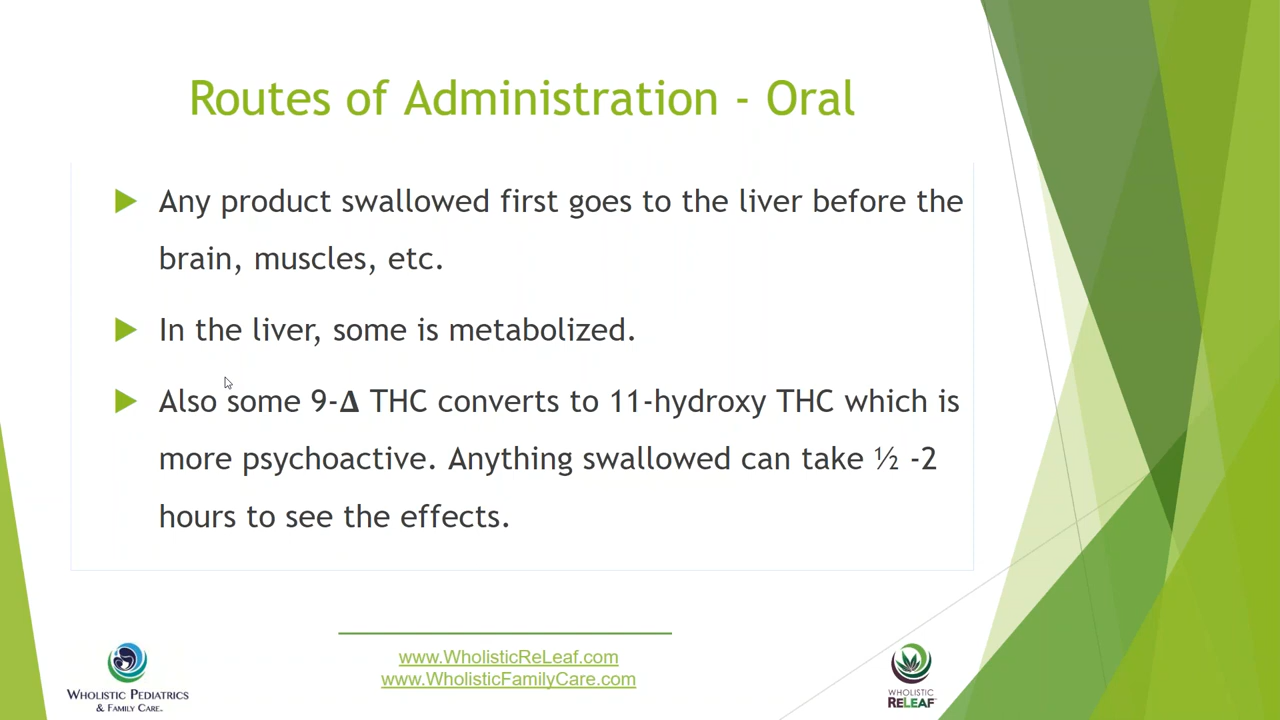 Routes of Administration - Oral
Any product swallowed first goes to the liver before the
brain, muscles, etc.
In the liver, some is metabolized.
Also some 9-Δ THC converts to 11-hydroxy THC which is
more psychoactive. Anything swallowed can take ½ -2
hours to see the effects.
www.WholisticReLeaf.com
www.WholisticFamilyCare.com
WHOLISTIC PEDIATRICS
& FAMILY CARE.
WHOLISTIC
RELEAF